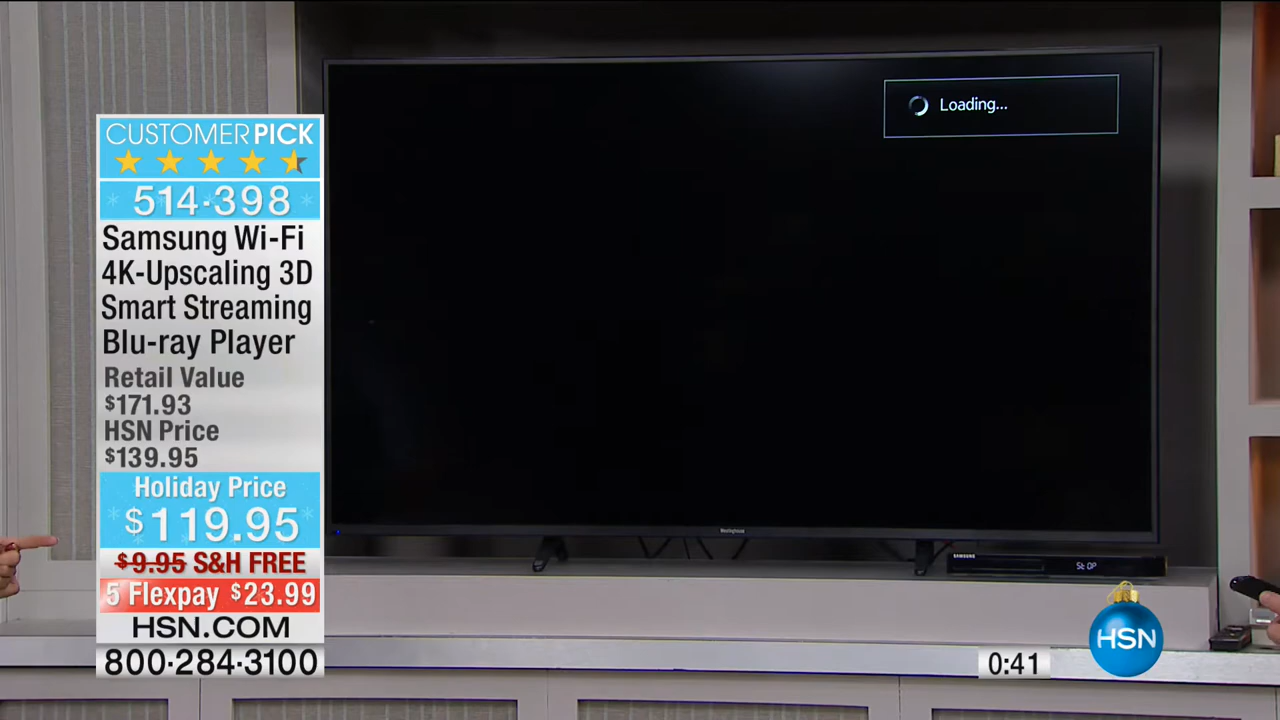 CUSTOMER PICK
514·398
Samsung Wi-Fi
4K-Upscaling 3D
Smart Streaming
Blu-ray Player
Retail Value
$171.93
HSN Price
$139.95
Holiday Price
$119.95
$9.95 S&H FREE
5 Flexpay $23.99
HSN.COM
800·284·3100
Loading...
Westinghouse
SAMSUNG
StOP
HSN
0:41